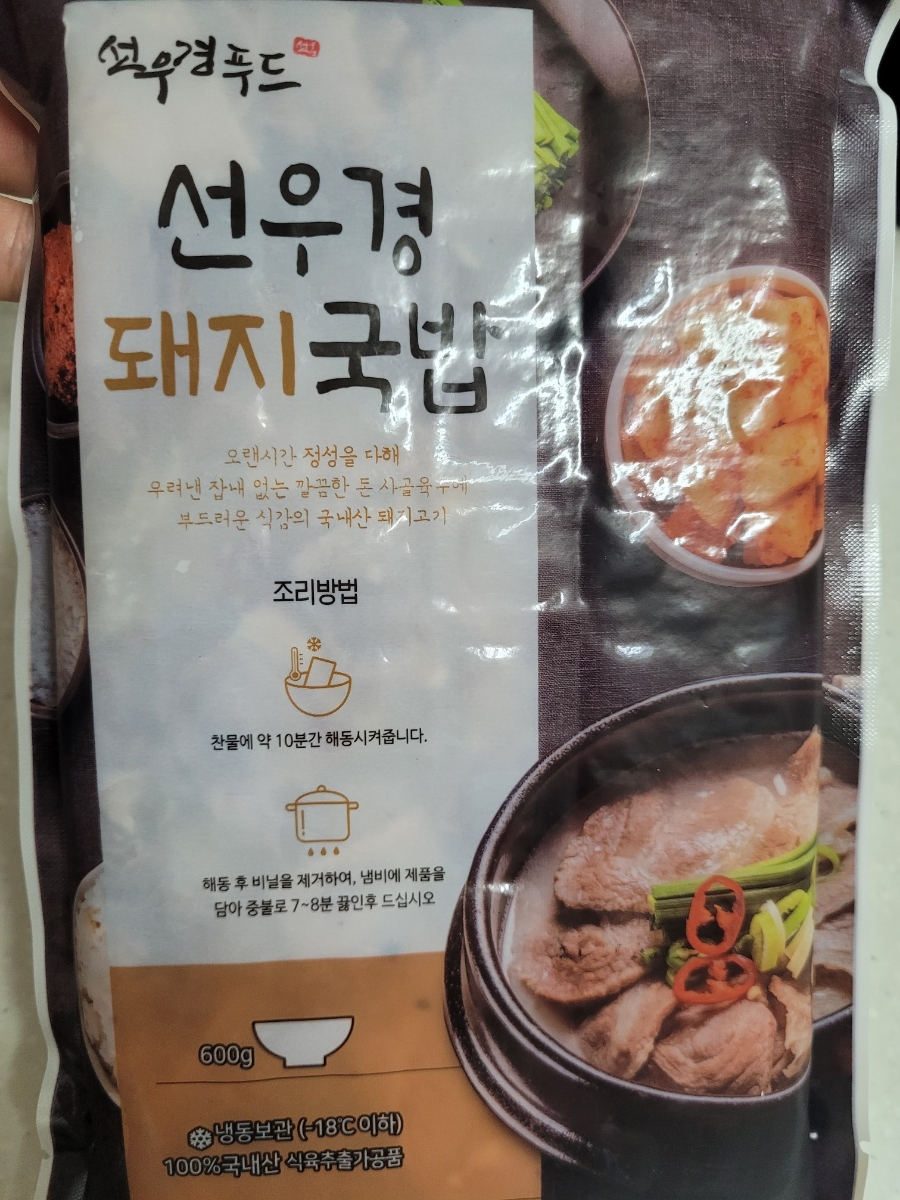 선우경푸드
선우경
돼지국밥
오랜시간 정성을 다해
우려낸 잡내 없는 깔끔한 돈 사골육수에
부드러운 식감의 국내산 돼지고기
조리방법
찬물에 약 10분간 해동시켜줍니다.
해동 후 비닐을 제거하여, 냄비에 제품을
담아 중불로 7~8분 끓인후 드십시오
600g
냉동보관 (-18℃ 이하)
100%국내산 식육추출가공품